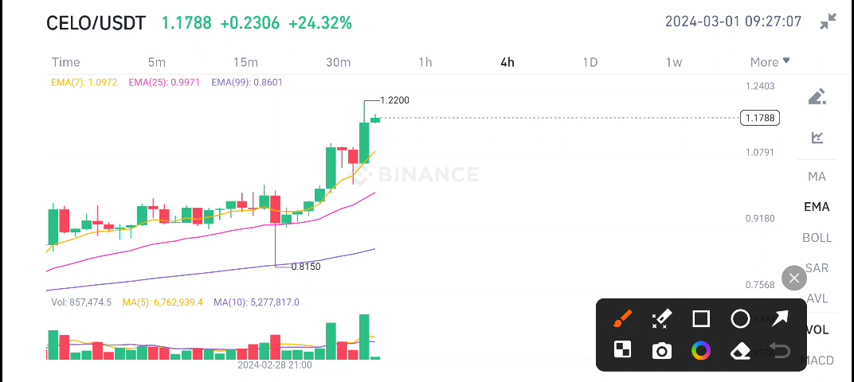 CELO/USDT 1.1788 +0.2306 +24.32% 2024-03-01 09:27:07
Time 5m 15m 30m 1h 4h 1D 1w More
EMA(7): 1.0972 EMA(25): 0.9971 EMA(99): 0.8601
1.2403
1.2200
1.1788
1.0791
BINANCE
0.9180
0.8150
0.7568
MA
EMA
BOLL
SAR
AVL
VOL
MACD
Vol: 857,474.5 MA(5): 6,762,939.4 MA(10): 5,277,817.0
2024-02-28 21:00